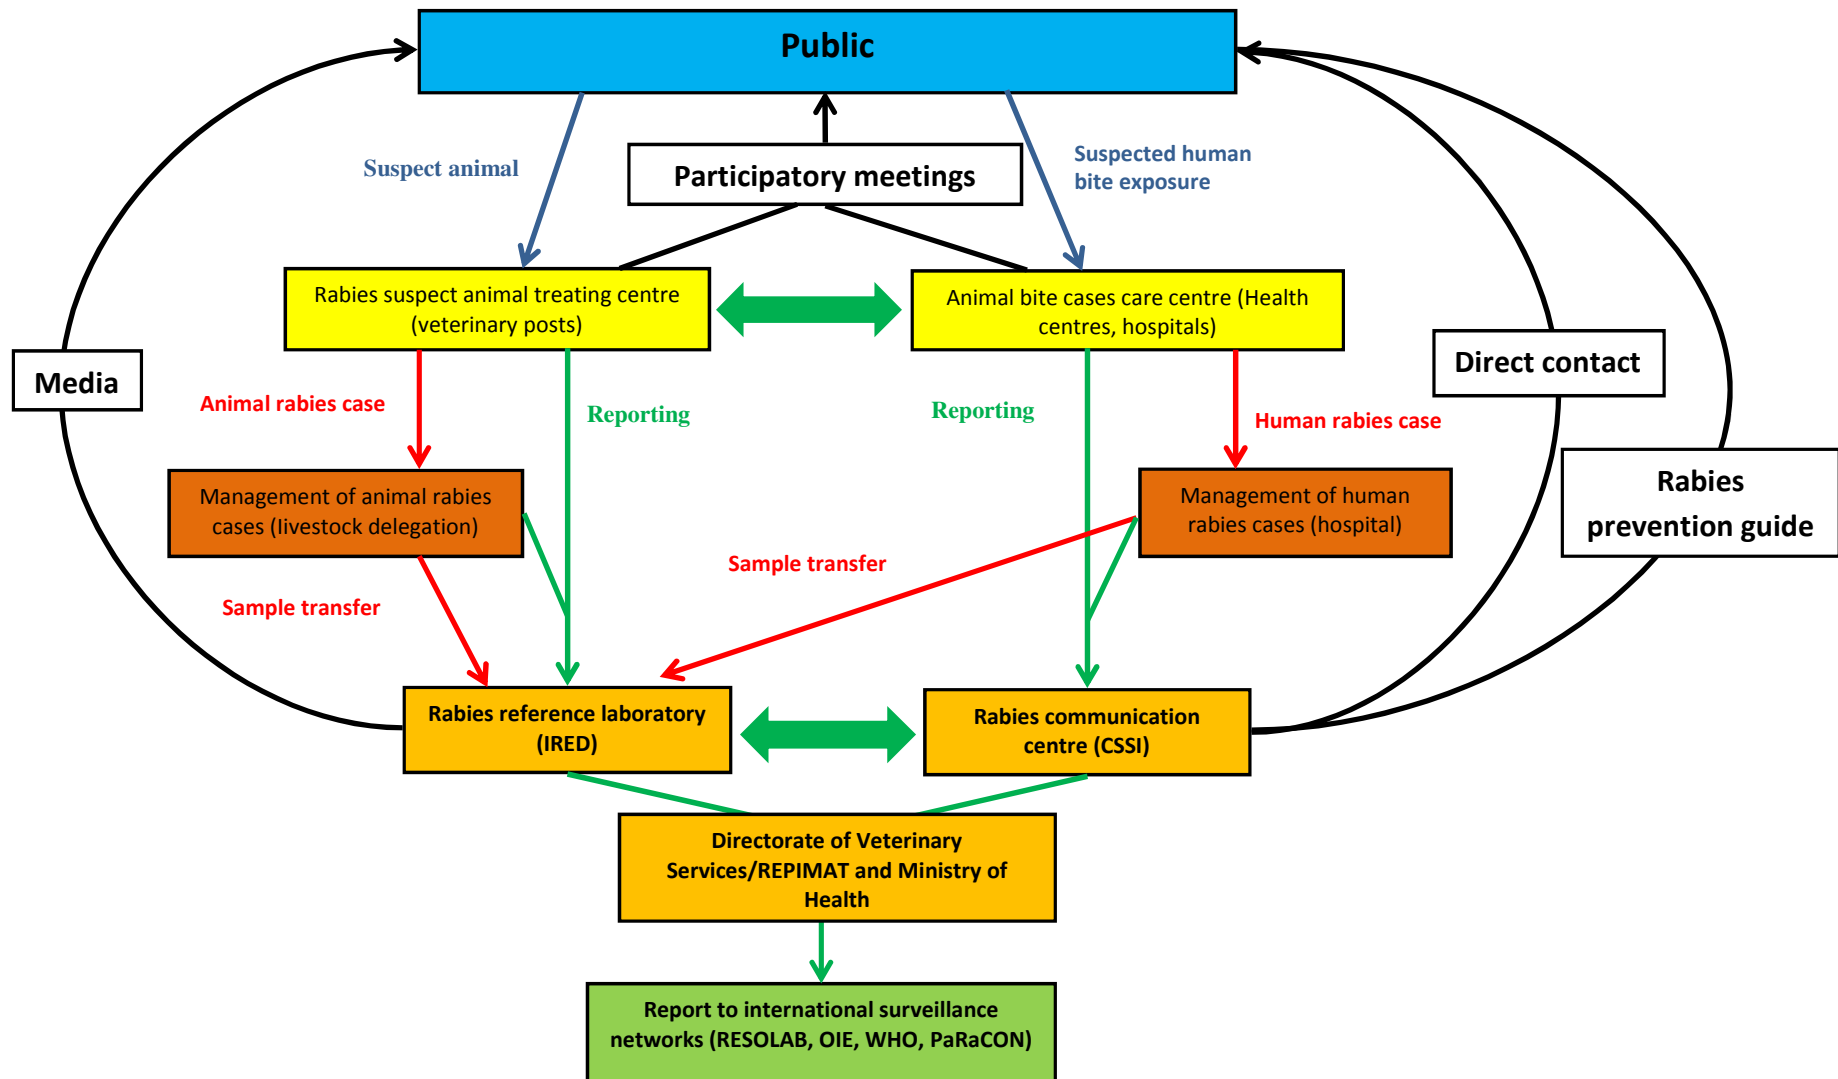 Public
Suspect animal
Participatory meetings
Suspected human
bite exposure
Rabies suspect animal treating centre
(veterinary posts)
Animal bite cases care centre (Health
centres, hospitals)
Media
Direct contact
Animal rabies case
Reporting
Reporting
Human rabies case
Management of animal rabies
cases (livestock delegation)
Management of human
rabies cases (hospital)
Rabies
prevention guide
Sample transfer
Sample transfer
Rabies reference laboratory
(IRED)
Rabies communication
centre (CSSI)
Directorate of Veterinary
Services/REPIMAT and Ministry of
Health
Report to international surveillance
networks (RESOLAB, OIE, WHO, PaRaCON)